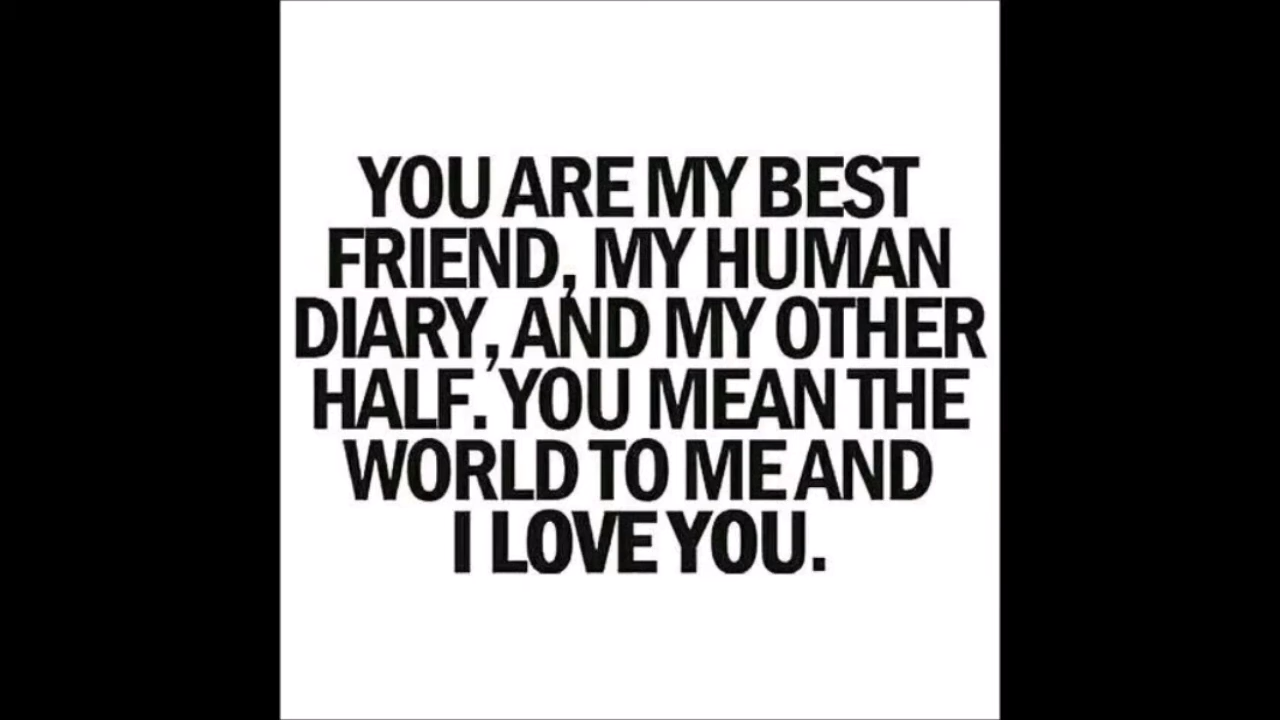 YOU ARE MY BEST
FRIEND, MY HUMAN
DIARY, AND MY OTHER
HALF. YOU MEAN THE
WORLD TO ME AND
I LOVE YOU.